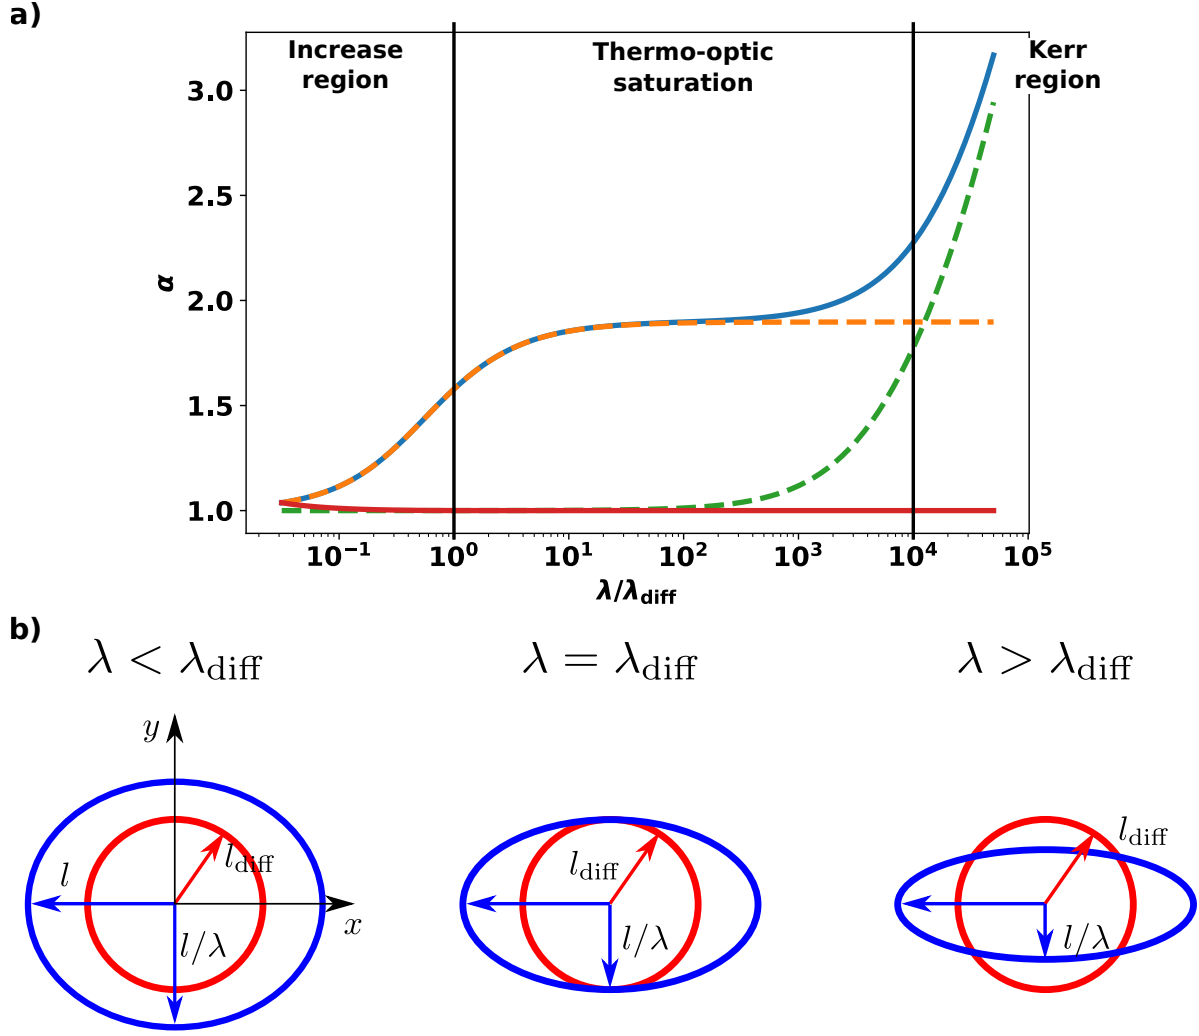 a)
Increase region
Thermo-optic saturation
Kerr region
3.0
2.5
2.0
1.5
1.0
α
10⁻¹ 10⁰ 10¹ 10² 10³ 10⁴ 10⁵
λ/λ_diff
b)
λ < λ_diff
λ = λ_diff
λ > λ_diff
y
l_diff
l
x
l/λ
l_diff
l/λ
l_diff
l/λ